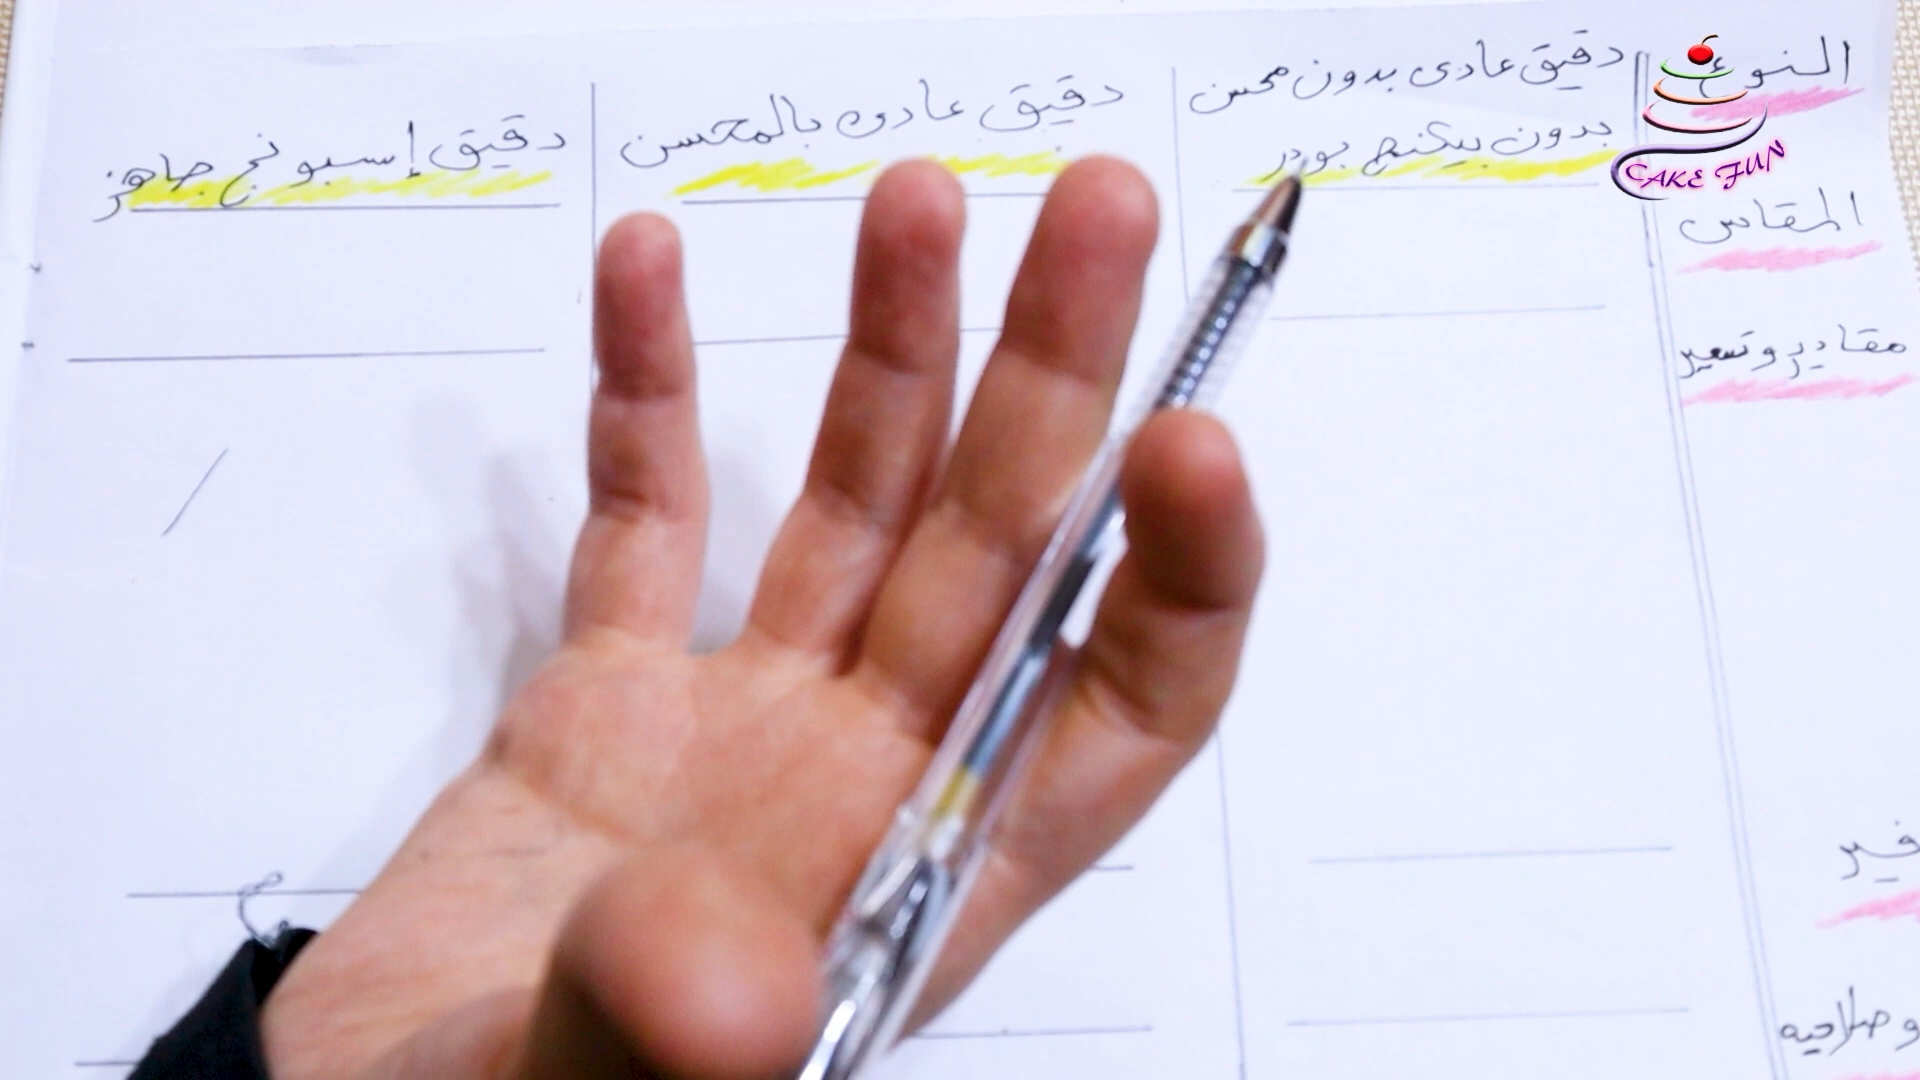 النوع
دقيق عادى بدون محسن
بدون بيكنج بودر
دقيق عادى بالمحسن
دقيق إسبونج جاهز
CAKE FUN
المقاس
مقادير وتسعير
وصلاحيه